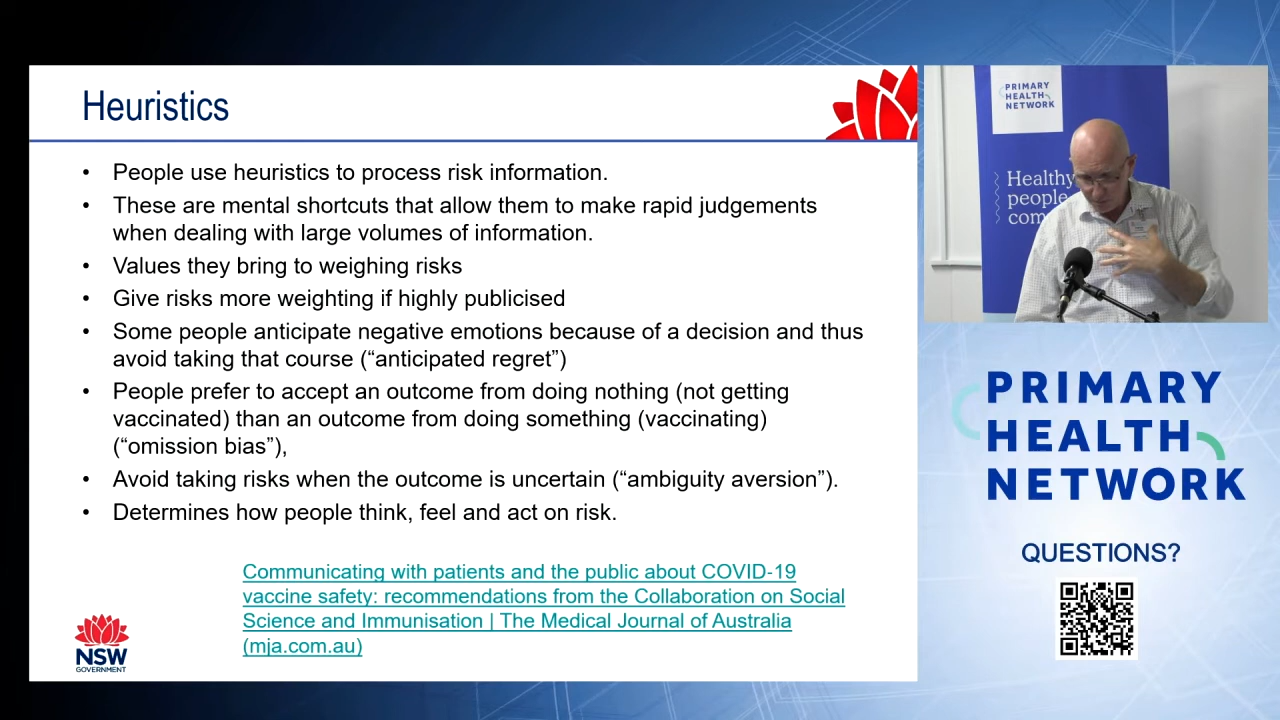 Heuristics
• People use heuristics to process risk information.
• These are mental shortcuts that allow them to make rapid judgements
when dealing with large volumes of information.
• Values they bring to weighing risks
• Give risks more weighting if highly publicised
• Some people anticipate negative emotions because of a decision and thus
avoid taking that course (“anticipated regret”)
• People prefer to accept an outcome from doing nothing (not getting
vaccinated) than an outcome from doing something (vaccinating)
(“omission bias”),
• Avoid taking risks when the outcome is uncertain (“ambiguity aversion”).
• Determines how people think, feel and act on risk.
Communicating with patients and the public about COVID-19
vaccine safety: recommendations from the Collaboration on Social
Science and Immunisation | The Medical Journal of Australia
(mja.com.au)
NSW
GOVERNMENT
PRIMARY
HEALTH
NETWORK
Healthy
people
com
PRIMARY
HEALTH
NETWORK
QUESTIONS?